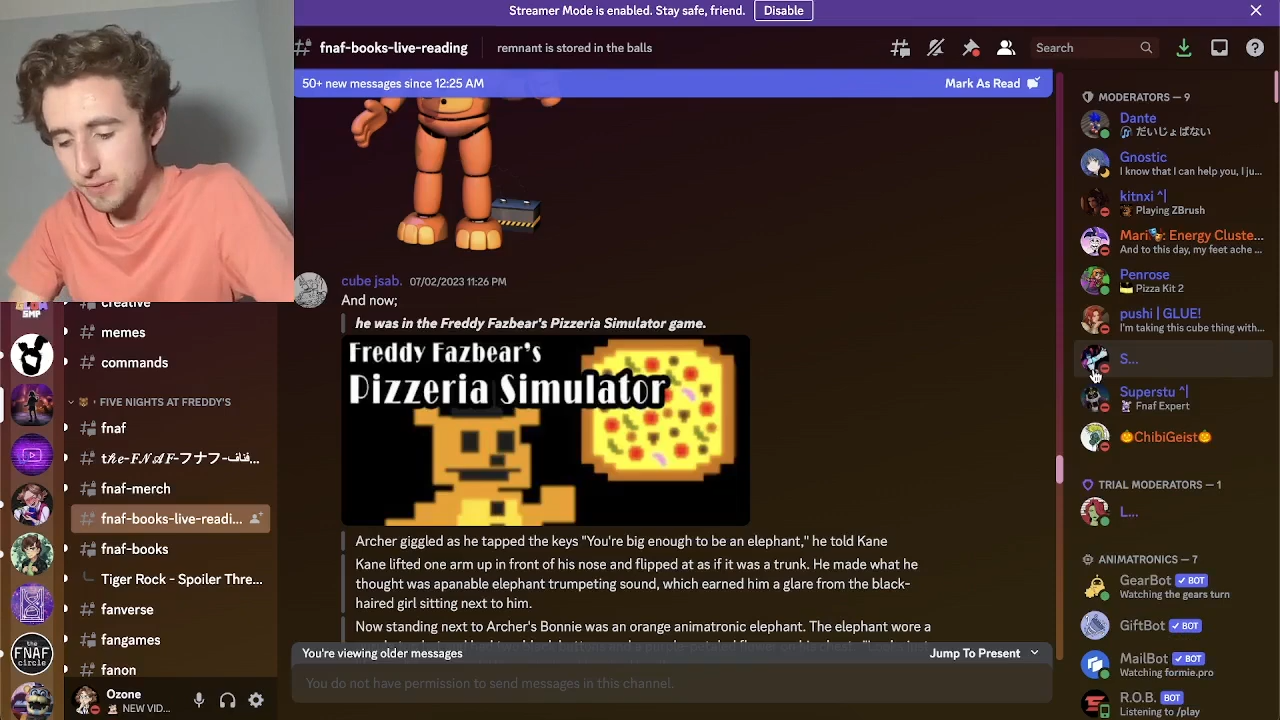 Streamer Mode is enabled. Stay safe, friend.
Disable
fnaf-books-live-reading
remnant is stored in the balls
Search
50+ new messages since 12:25 AM
Mark As Read
cube jsab. 07/02/2023 11:26 PM
And now;
he was in the Freddy Fazbear's Pizzeria Simulator game.
Freddy Fazbear's
Pizzeria Simulator
Archer giggled as he tapped the keys "You're big enough to be an elephant," he told Kane
Kane lifted one arm up in front of his nose and flipped at as if it was a trunk. He made what he
thought was apanable elephant trumpeting sound, which earned him a glare from the black-
haired girl sitting next to him.
Now standing next to Archer's Bonnie was an orange animatronic elephant. The elephant wore a
You're viewing older messages
Jump To Present
You do not have permission to send messages in this channel.
creative
memes
commands
FIVE NIGHTS AT FREDDY'S
fnaf
the-FNAF-フナフ-فناف...
fnaf-merch
fnaf-books-live-readi...
fnaf-books
Tiger Rock - Spoiler Thre...
fanverse
fangames
fanon
Ozone
NEW VID...
SMP
the
FNAF
circle
MODERATORS — 9
Dante
だいじょばない
Gnostic
I know that I can help you, I ju...
kitnxi ^|
Playing ZBrush
Mari🎭: Energy Cluste...
And to this day, my feet ache ...
Penrose
Pizza Kit 2
pushi | GLUE!
I'm taking this cube thing with...
S...
Superstu ^|
Fnaf Expert
🎃ChibiGeist🎃
TRIAL MODERATORS — 1
L...
ANIMATRONICS — 7
GearBot ✓ BOT
Watching the gears turn
GiftBot ✓ BOT
MailBot ✓ BOT
Watching formie.pro
R.O.B. BOT
Listening to /play